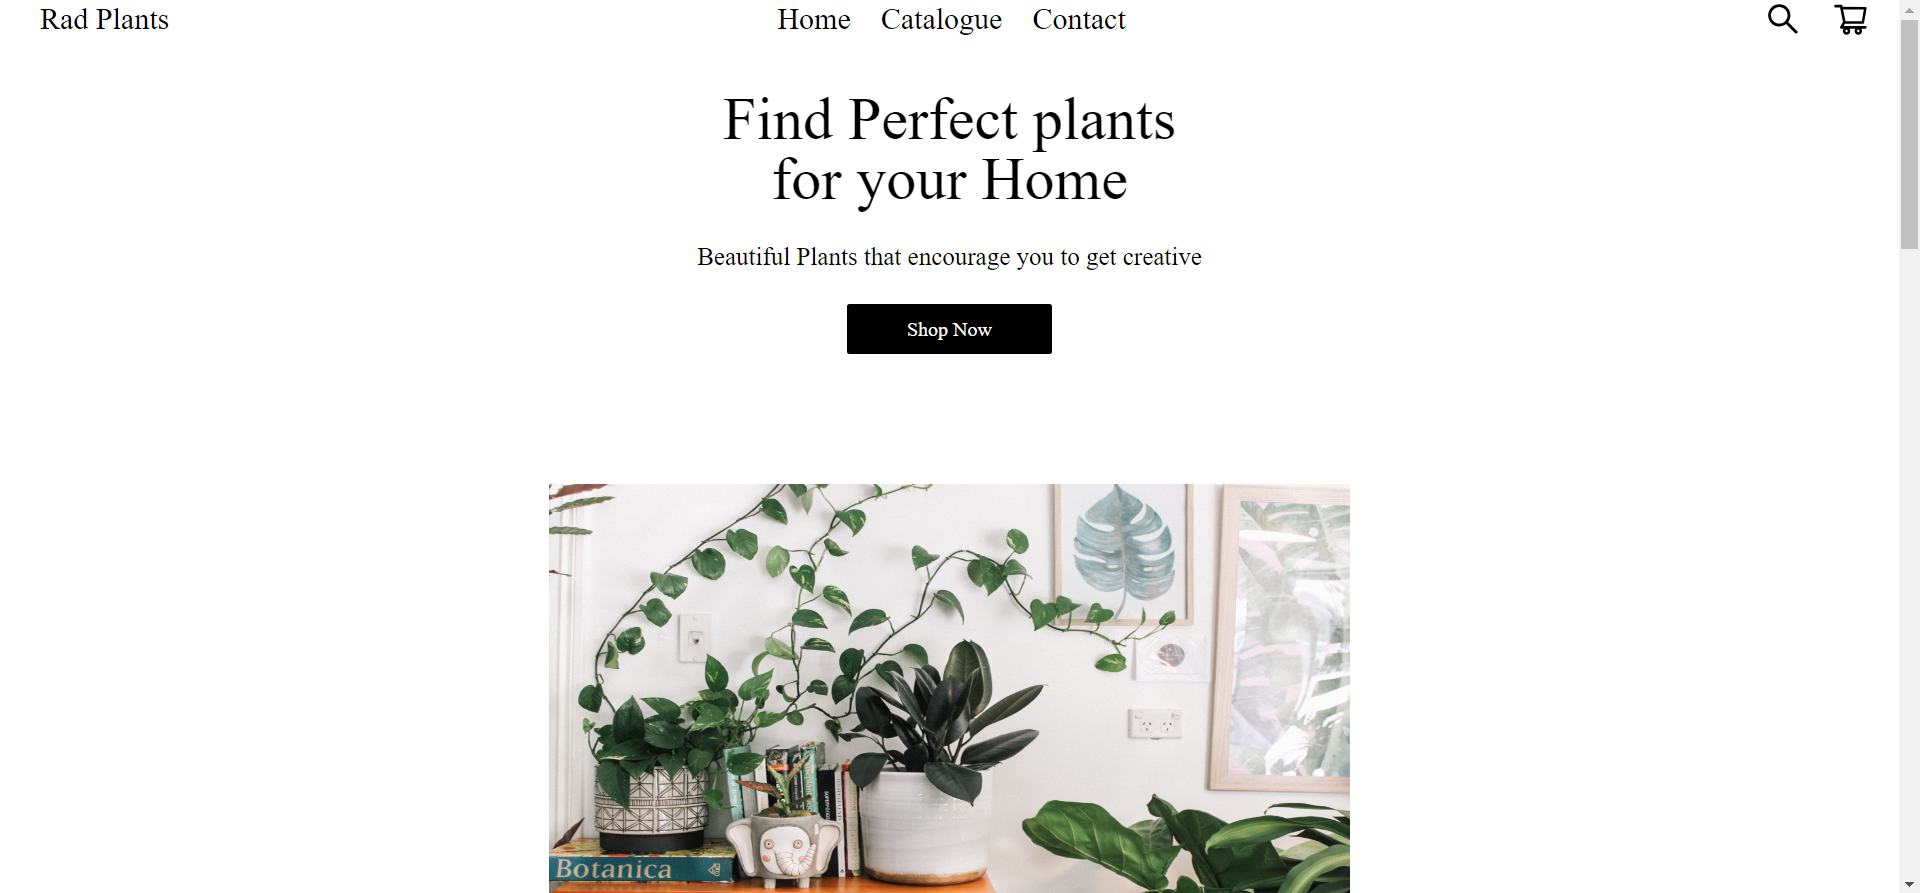 Rad Plants
Home Catalogue Contact
Find Perfect plants
for your Home
Beautiful Plants that encourage you to get creative
Shop Now
Botanica